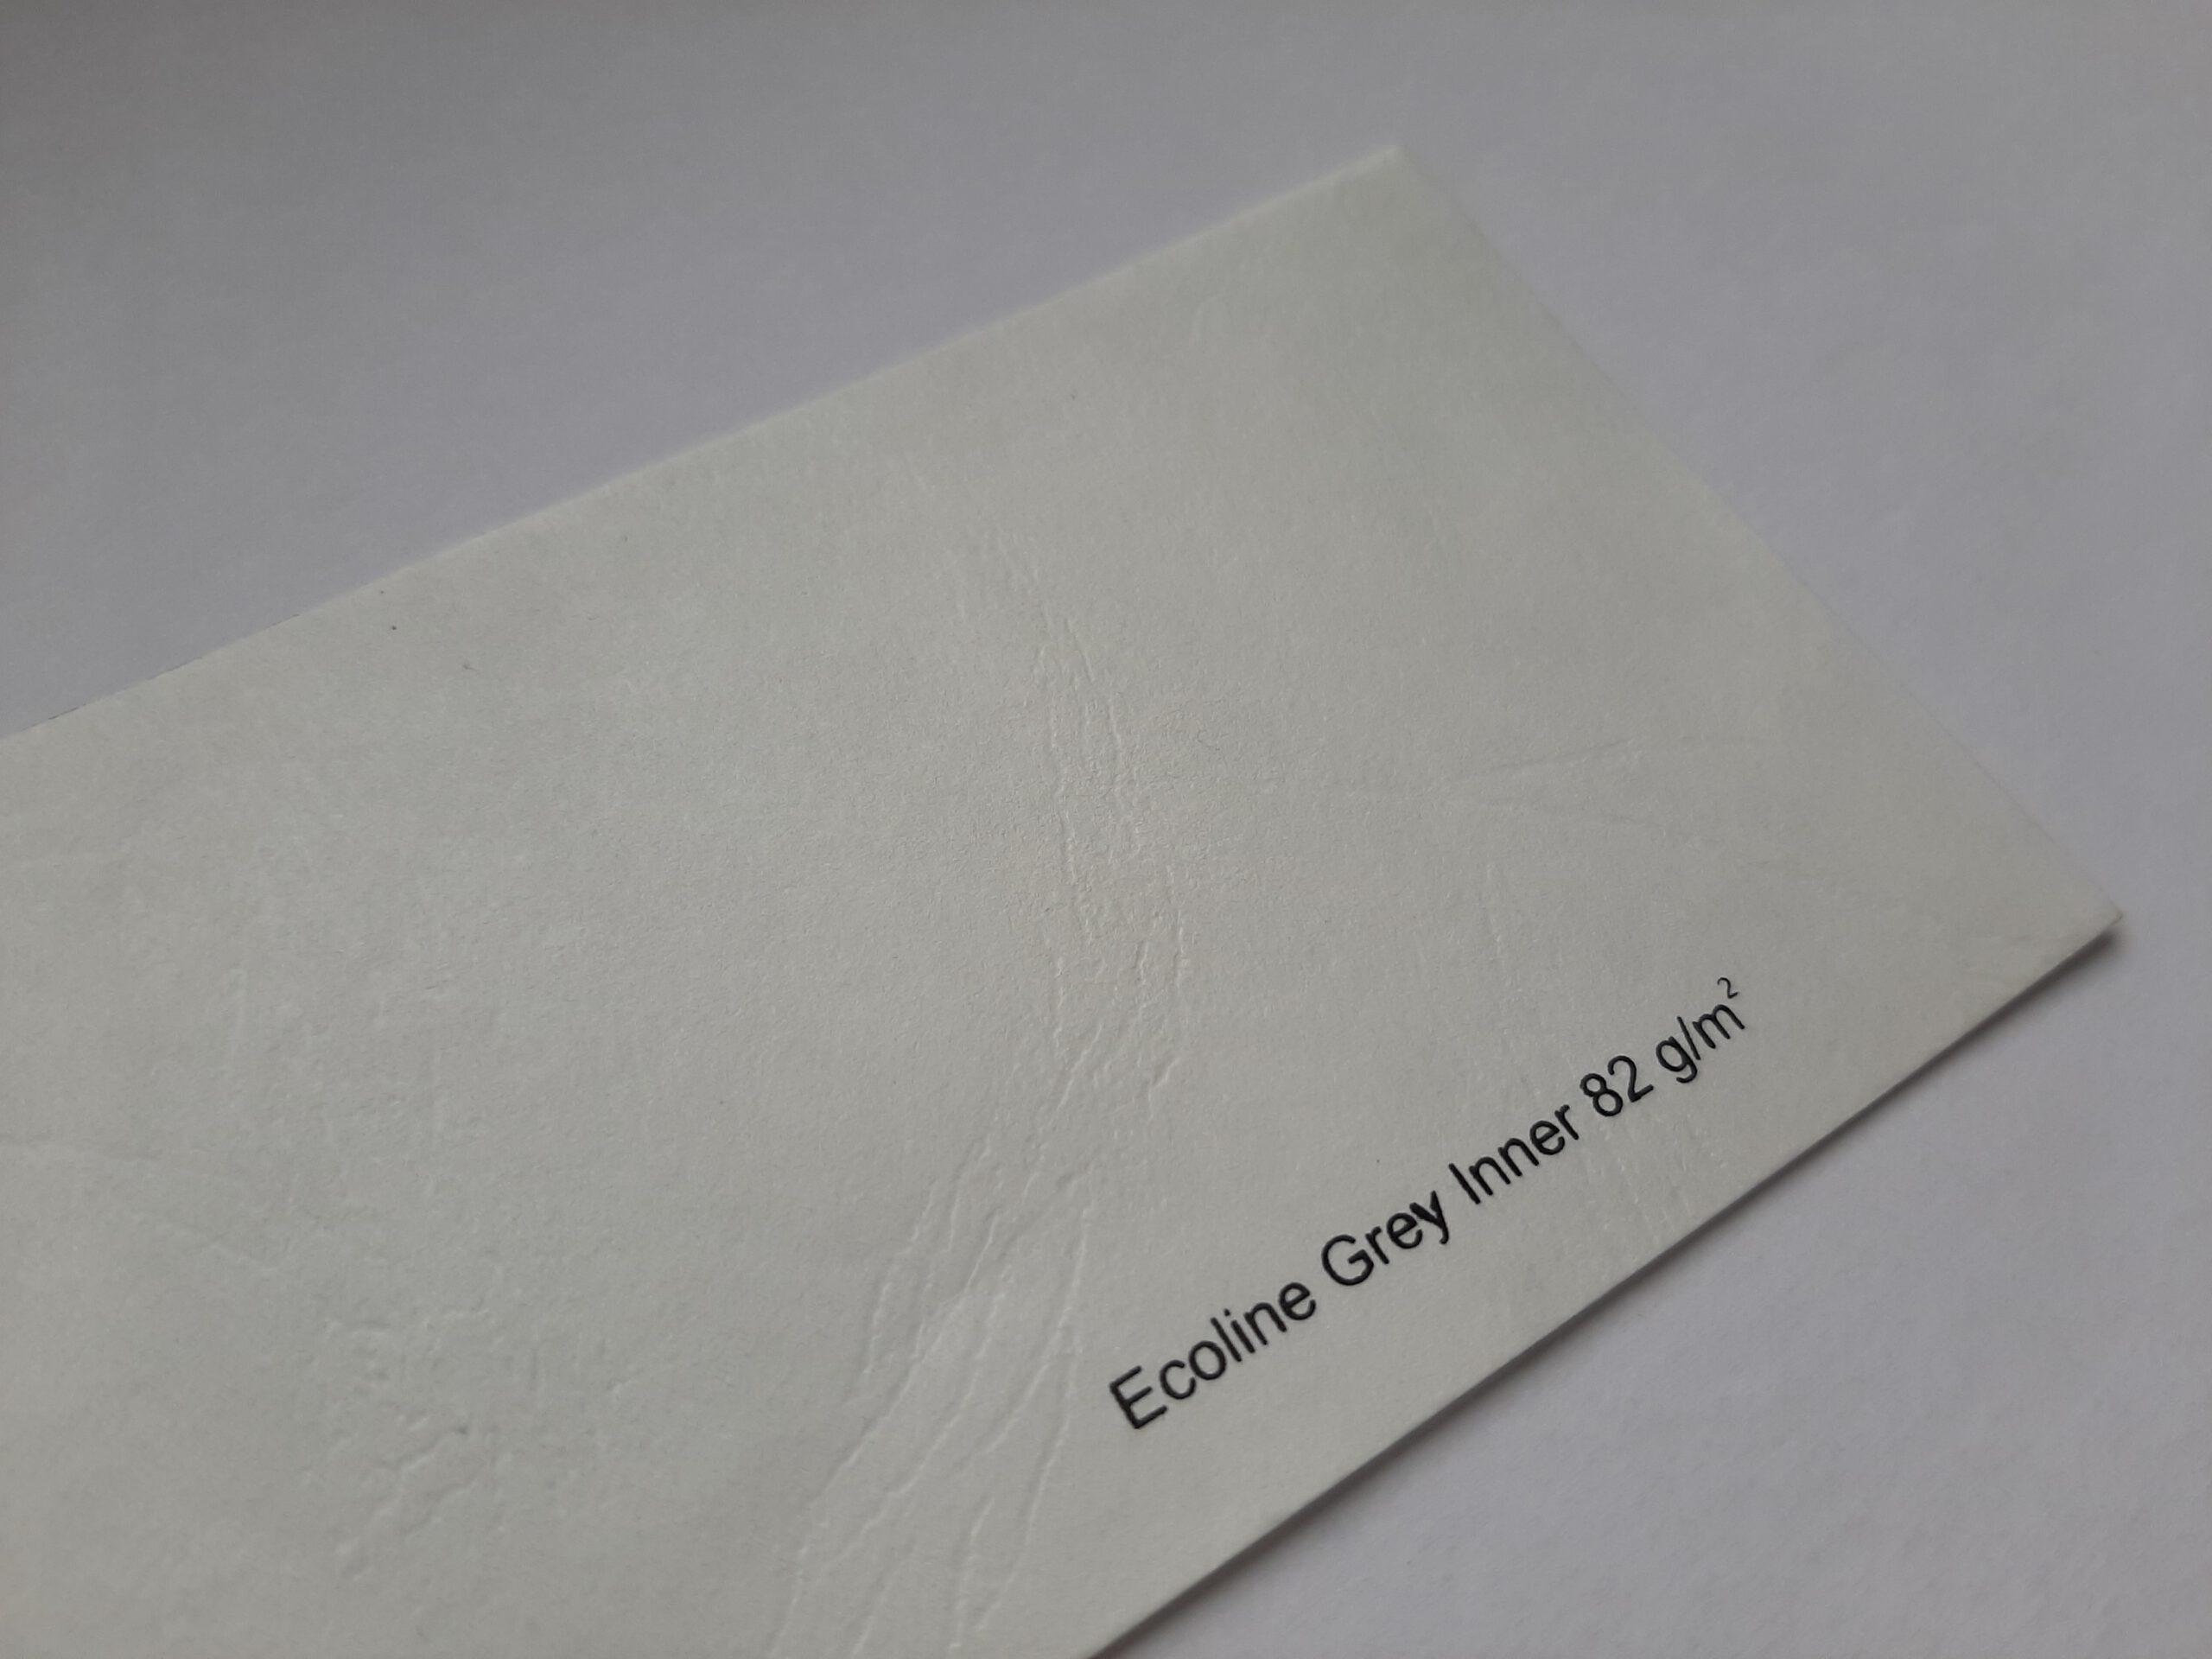 Ecoline Grey Inner 82 g/m²